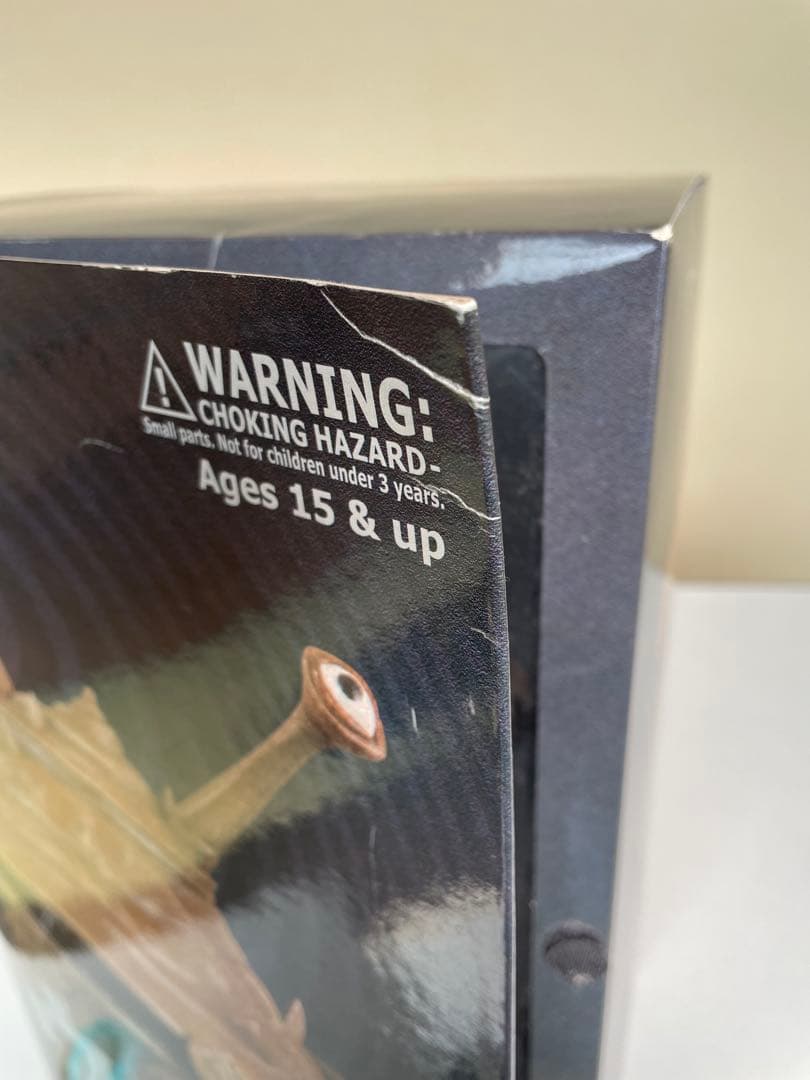 WARNING:
CHOKING HAZARD-
Small parts. Not for children under 3 years.
Ages 15 & up